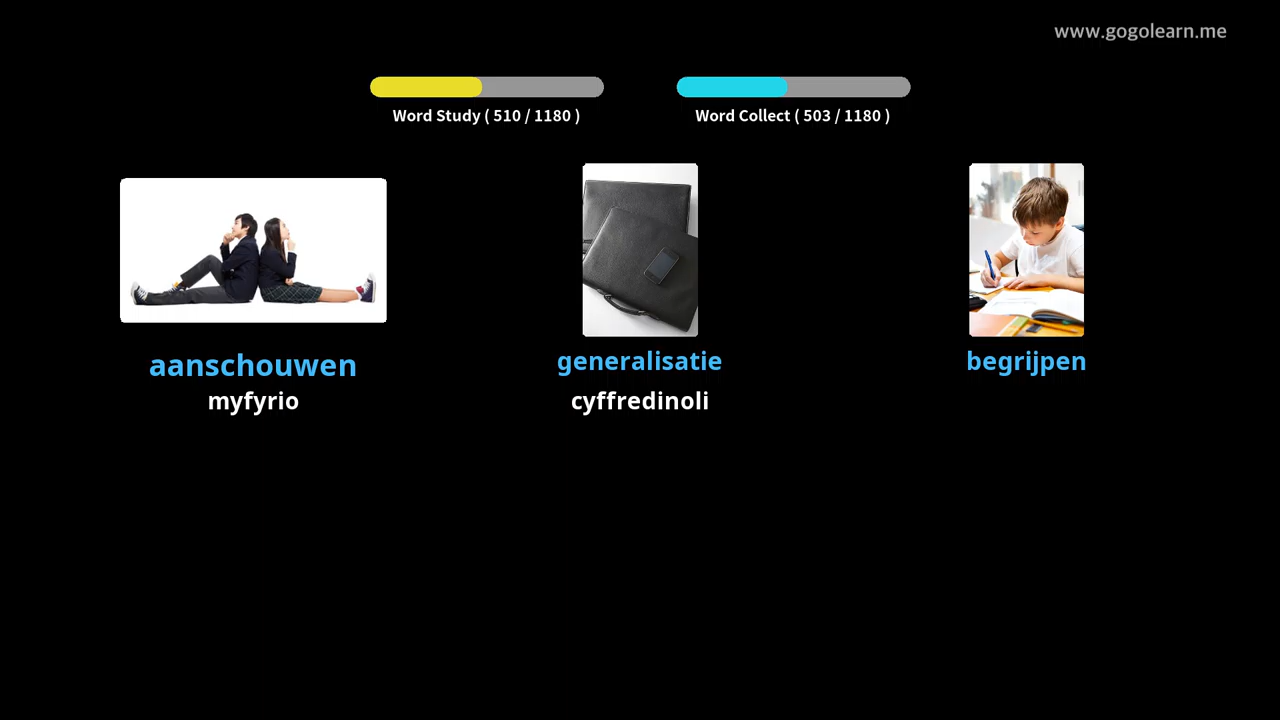 www.gogolearn.me
Word Study ( 510 / 1180 )
Word Collect ( 503 / 1180 )
aanschouwen
myfyrio
generalisatie
cyffredinoli
begrijpen